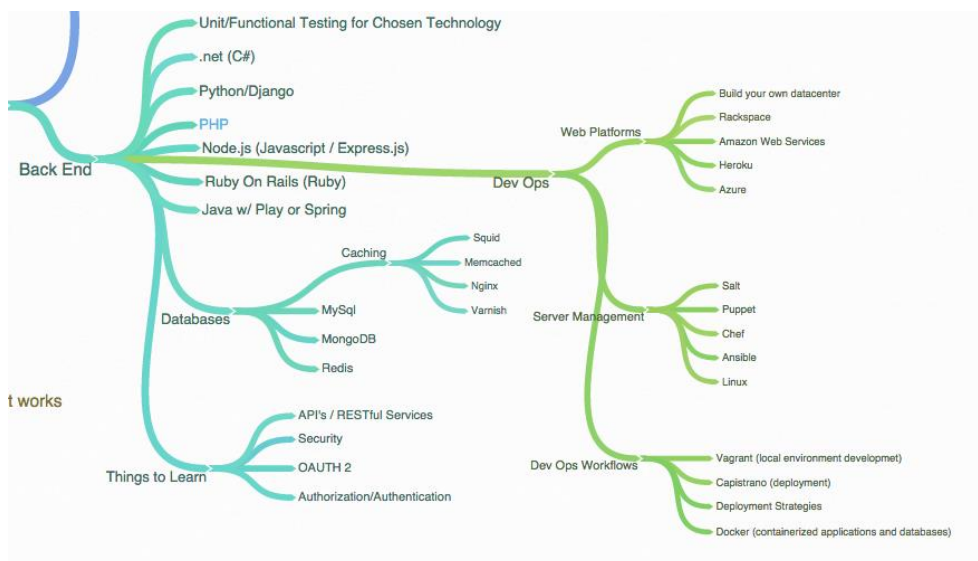 Unit/Functional Testing for Chosen Technology
.net (C#)
Python/Django
PHP
Node.js (Javascript / Express.js)
Back End
Ruby On Rails (Ruby)
Java w/ Play or Spring
Databases
Caching
Squid
Memcached
Nginx
Varnish
MySql
MongoDB
Redis
Things to Learn
API's / RESTful Services
Security
OAUTH 2
Authorization/Authentication
t works
Dev Ops
Web Platforms
Build your own datacenter
Rackspace
Amazon Web Services
Heroku
Azure
Server Management
Salt
Puppet
Chef
Ansible
Linux
Dev Ops Workflows
Vagrant (local environment developmet)
Capistrano (deployment)
Deployment Strategies
Docker (containerized applications and databases)